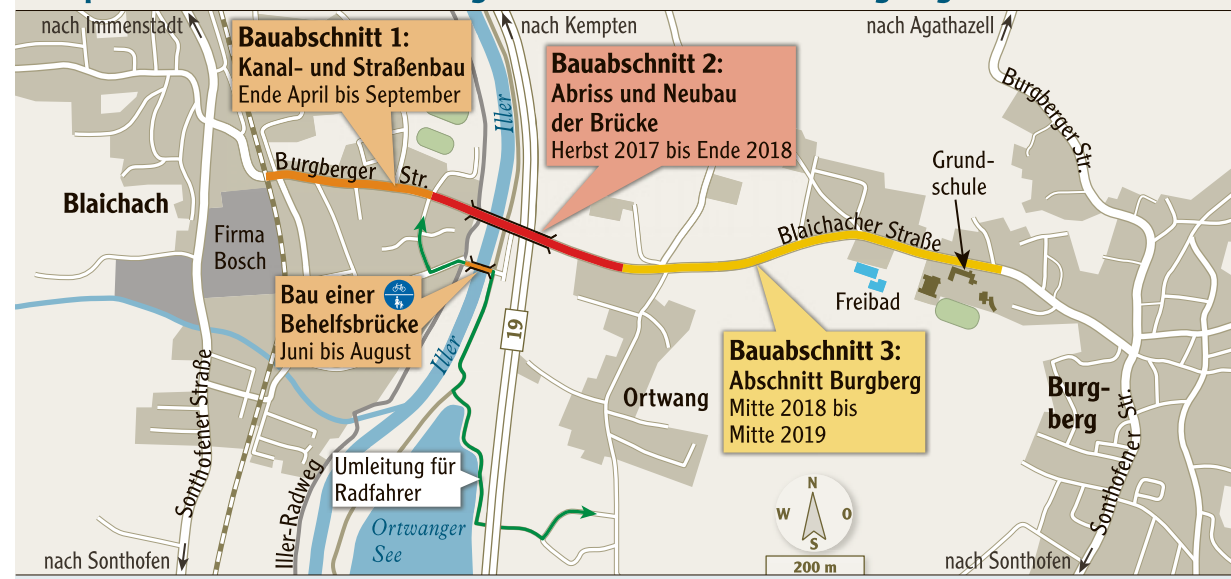 nach Immenstadt
nach Kempten
nach Agathazell
Bauabschnitt 1:
Kanal- und Straßenbau
Ende April bis September
Bauabschnitt 2:
Abriss und Neubau
der Brücke
Herbst 2017 bis Ende 2018
Iller
Burgberger Str.
Burgberger Str.
Grund-
schule
Blaichach
Firma
Bosch
Blaichacher Straße
Freibad
Bau einer
Behelfsbrücke
Juni bis August
Iller
19
Bauabschnitt 3:
Abschnitt Burgberg
Mitte 2018 bis
Mitte 2019
Ortwang
Burg-
berg
Sonthofener Straße
Sonthofener Str.
Umleitung für
Radfahrer
Iller-Radweg
Ortwanger
See
N
W O
S
200 m
nach Sonthofen
nach Sonthofen